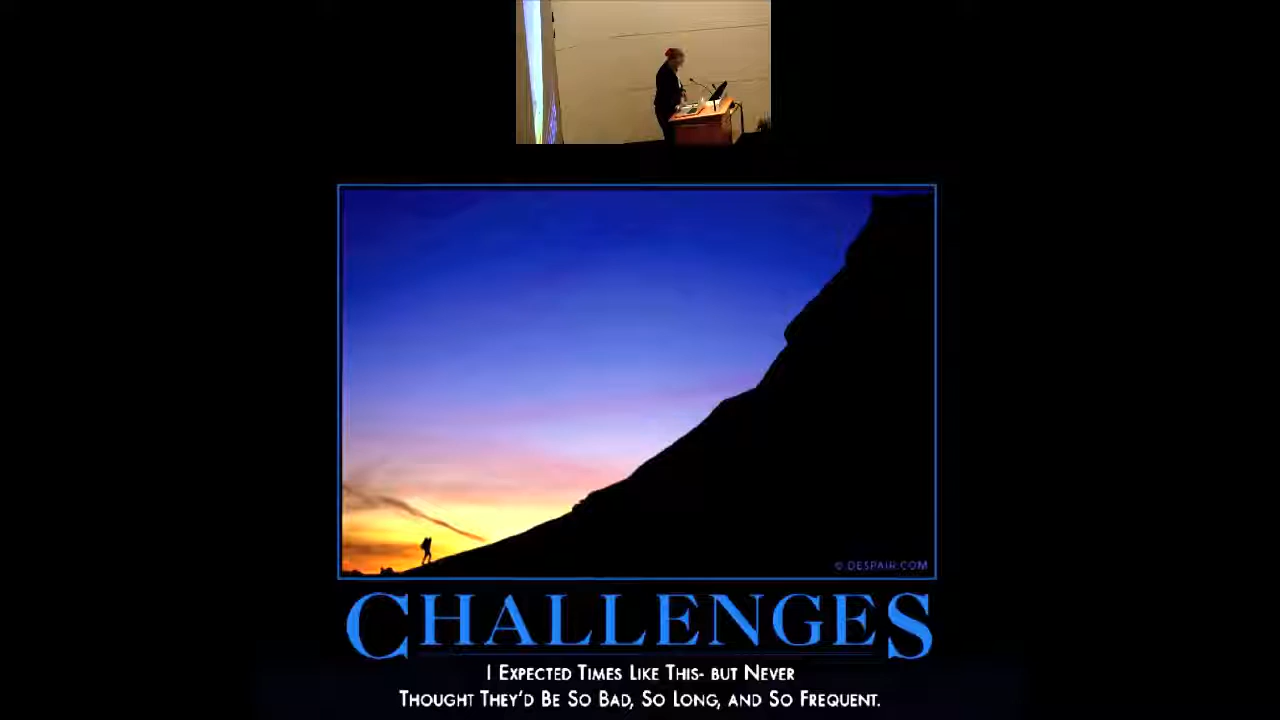 © DESPAIR.COM
CHALLENGES
I EXPECTED TIMES LIKE THIS- BUT NEVER
THOUGHT THEY'D BE SO BAD, SO LONG, AND SO FREQUENT.